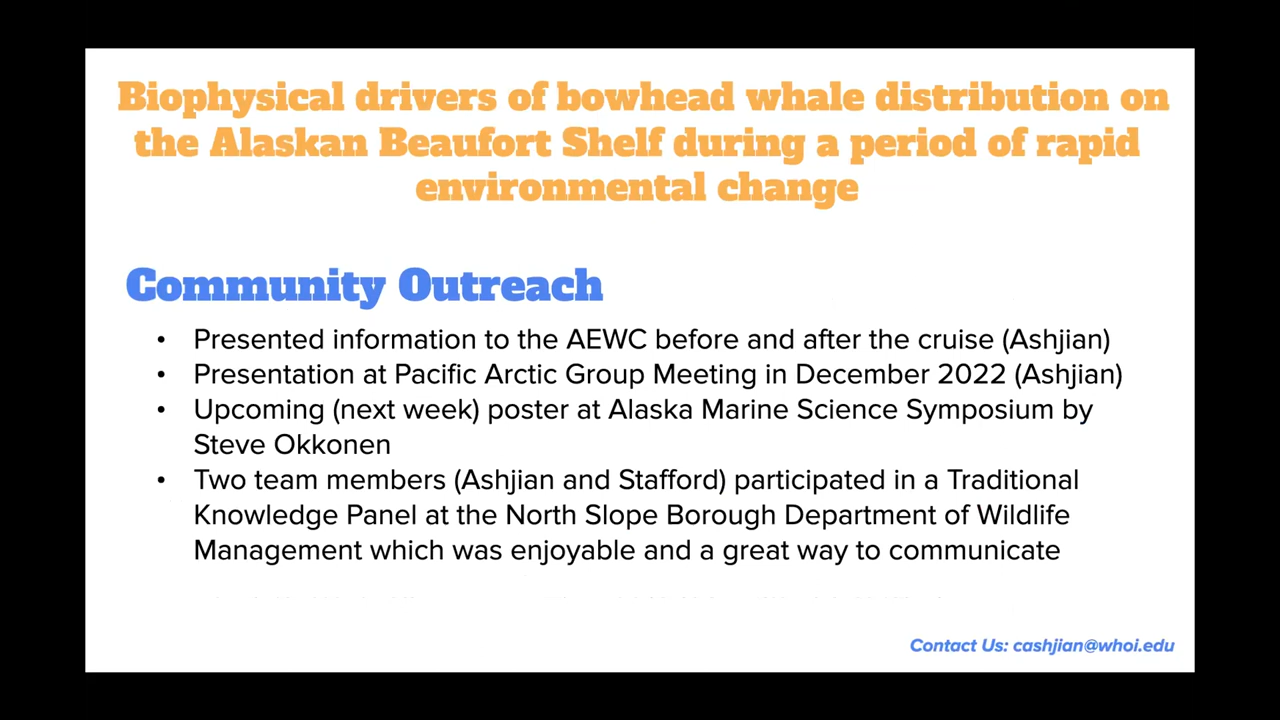 Biophysical drivers of bowhead whale distribution on
the Alaskan Beaufort Shelf during a period of rapid
environmental change
Community Outreach
• Presented information to the AEWC before and after the cruise (Ashjian)
• Presentation at Pacific Arctic Group Meeting in December 2022 (Ashjian)
• Upcoming (next week) poster at Alaska Marine Science Symposium by
Steve Okkonen
• Two team members (Ashjian and Stafford) participated in a Traditional
Knowledge Panel at the North Slope Borough Department of Wildlife
Management which was enjoyable and a great way to communicate
Contact Us: cashjian@whoi.edu